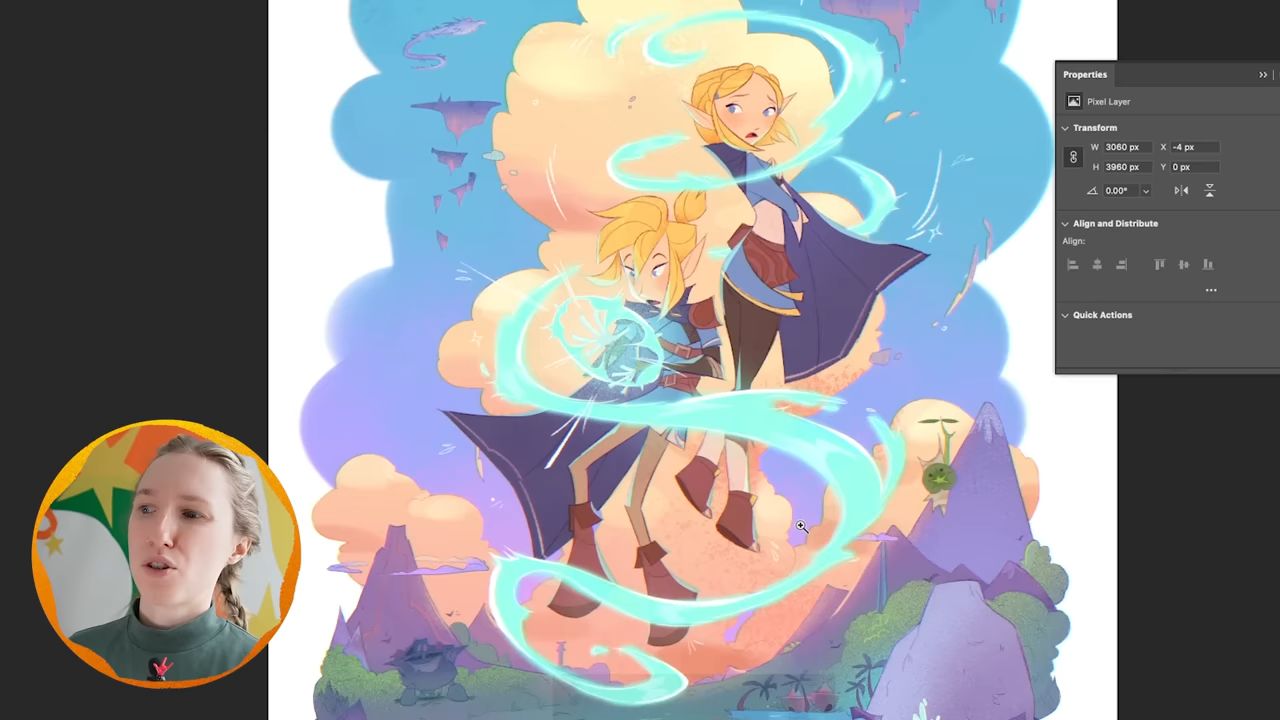 Properties
Pixel Layer
Transform
W 3060 px X -4 px
H 3960 px Y 0 px
0.00°
Align and Distribute
Align:
Quick Actions